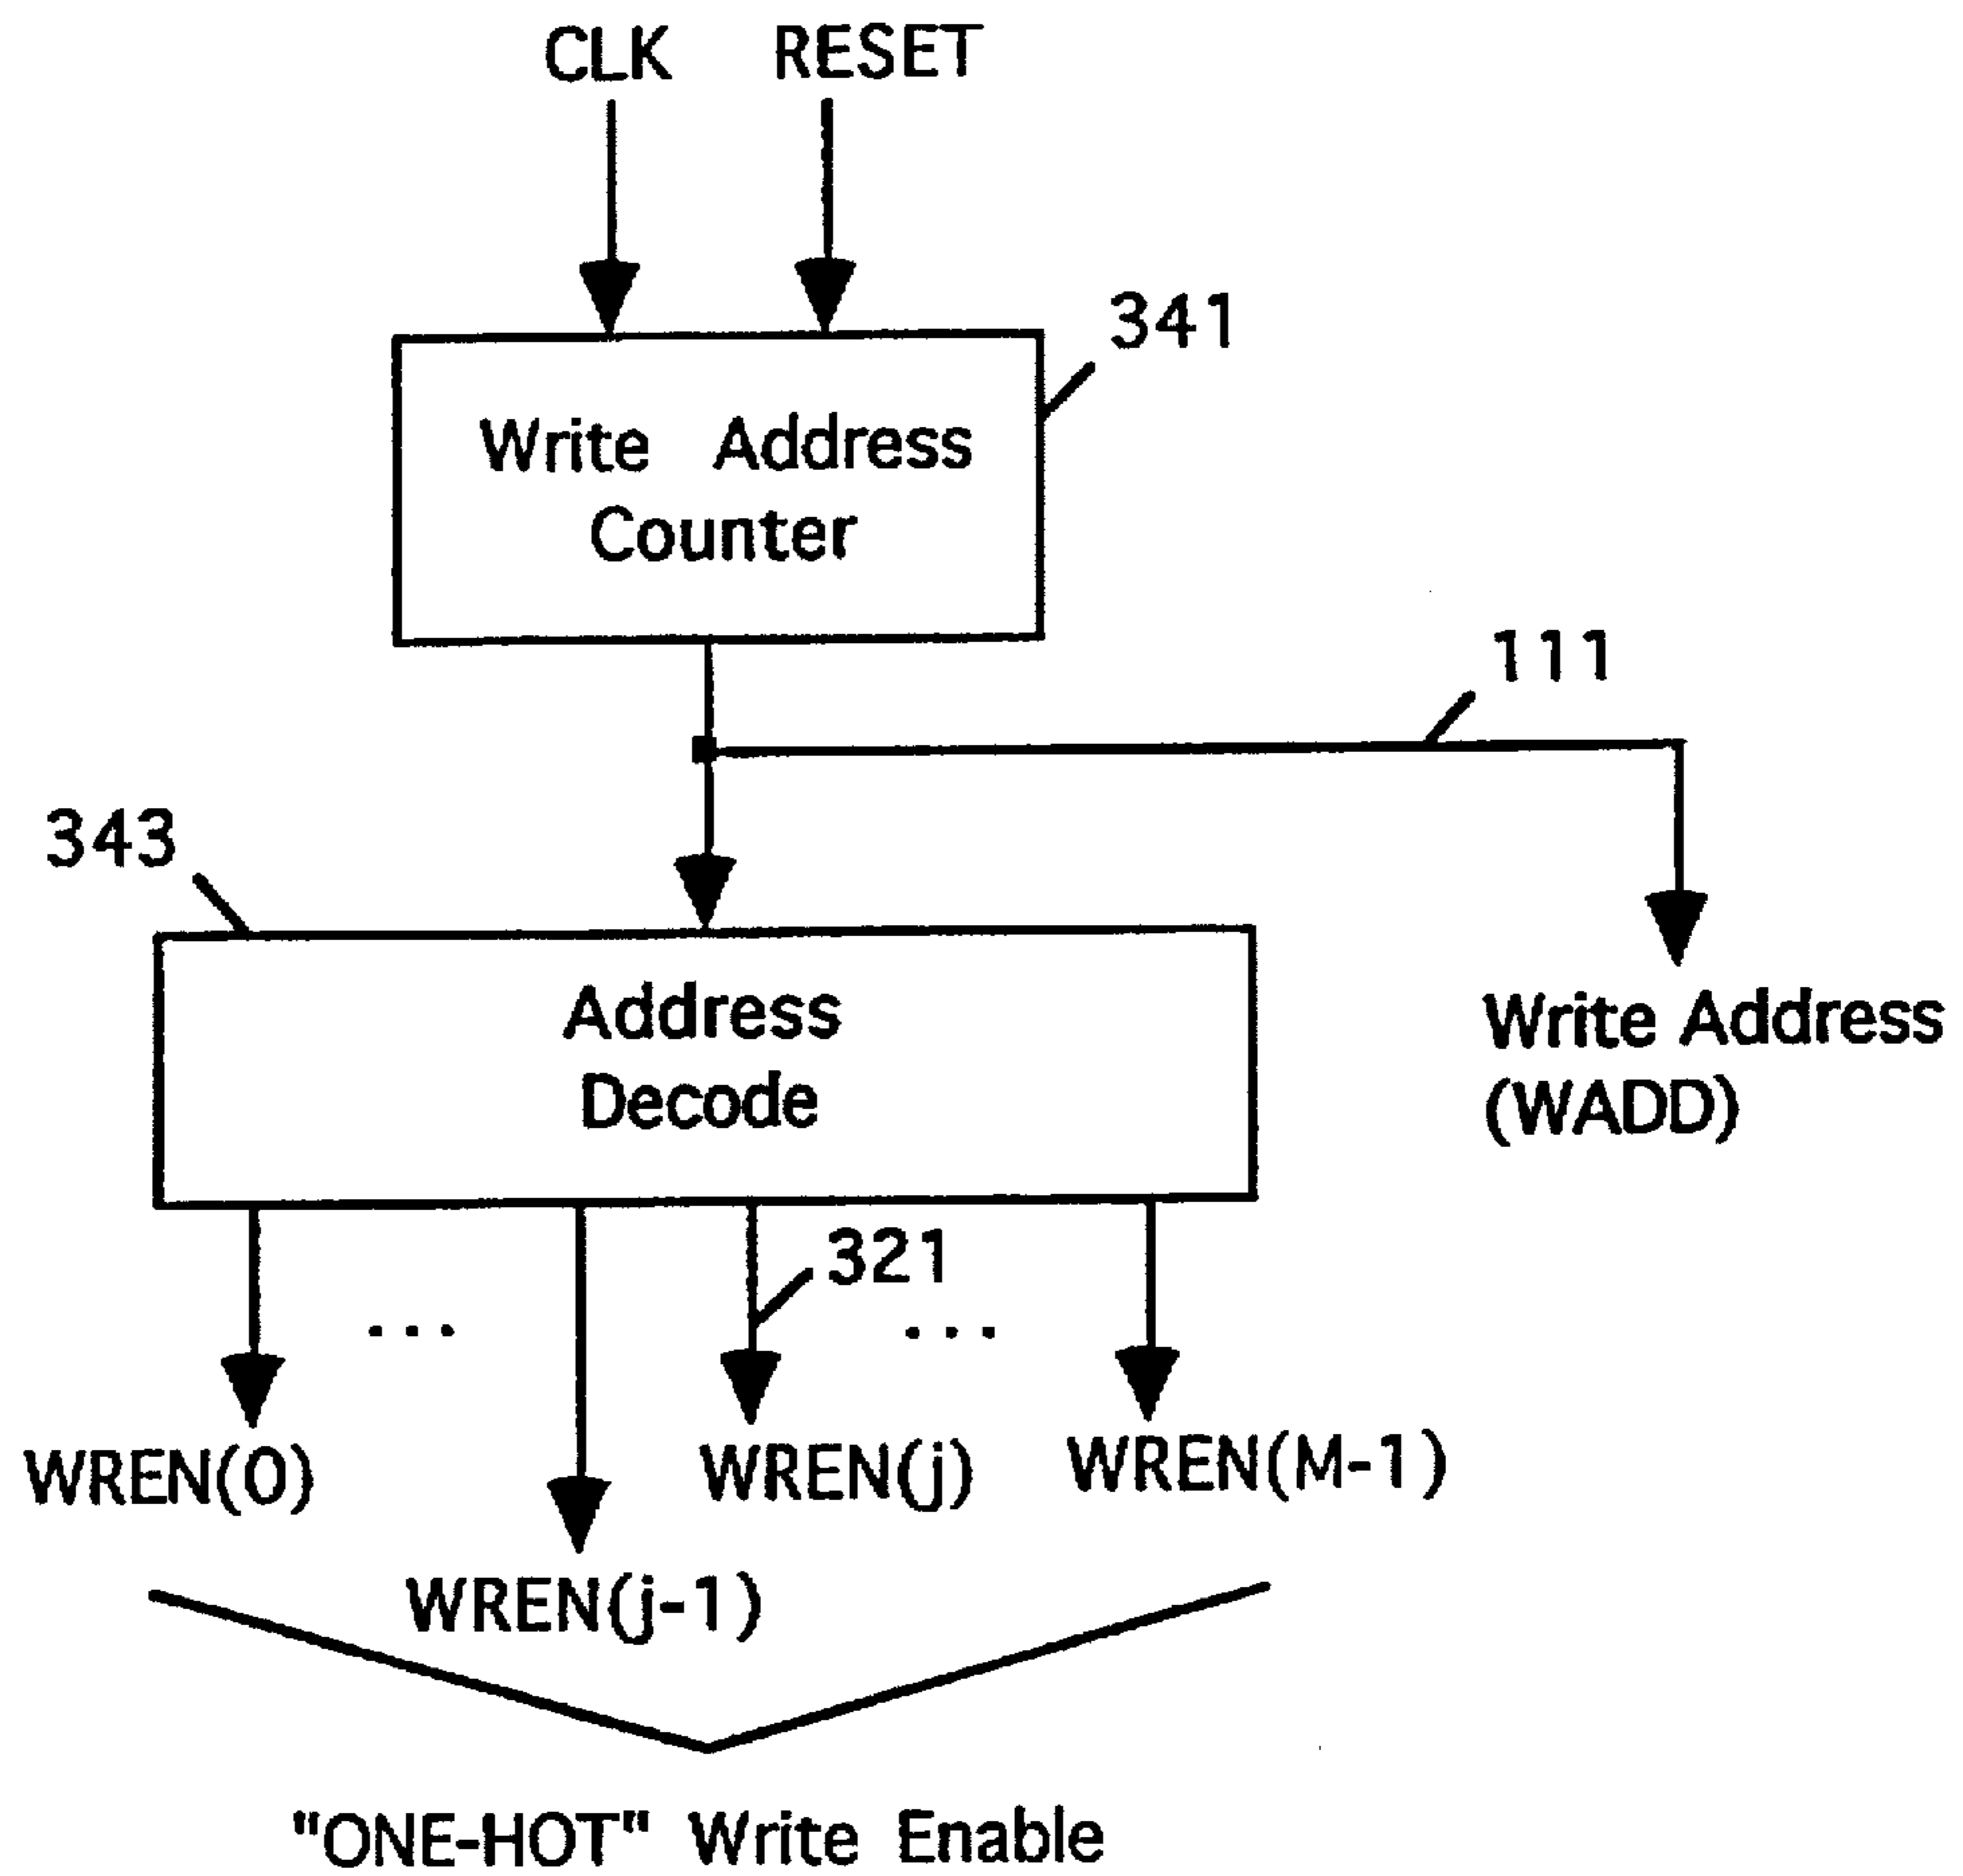 CLK RESET
341
Write Address
Counter
111
343
Address
Decode
Write Address
(WADD)
321
... ...
WREN(0) WREN(j) WREN(M-1)
WREN(j-1)
"ONE-HOT" Write Enable